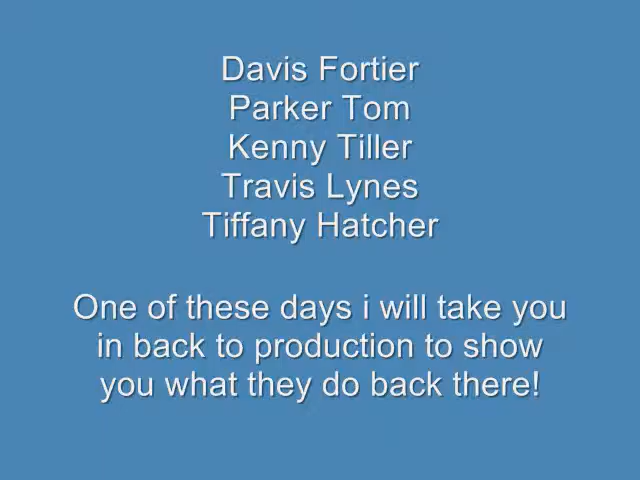 Davis Fortier
Parker Tom
Kenny Tiller
Travis Lynes
Tiffany Hatcher
One of these days i will take you
in back to production to show
you what they do back there!